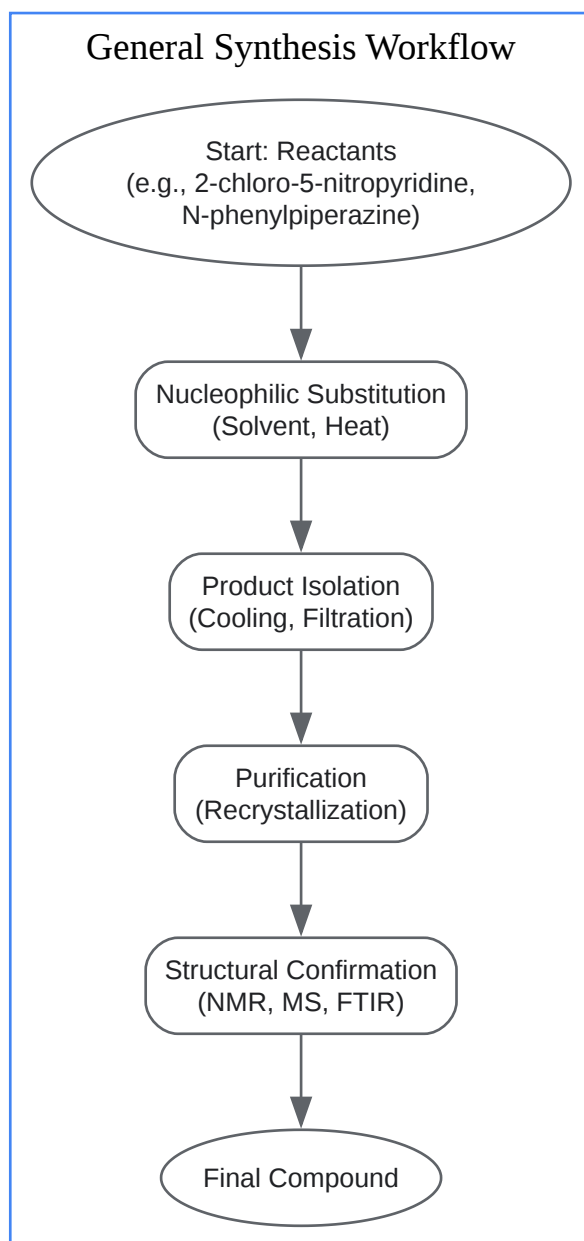 General Synthesis Workflow
Start: Reactants
(e.g., 2-chloro-5-nitropyridine,
N-phenylpiperazine)
Nucleophilic Substitution
(Solvent, Heat)
Product Isolation
(Cooling, Filtration)
Purification
(Recrystallization)
Structural Confirmation
(NMR, MS, FTIR)
Final Compound